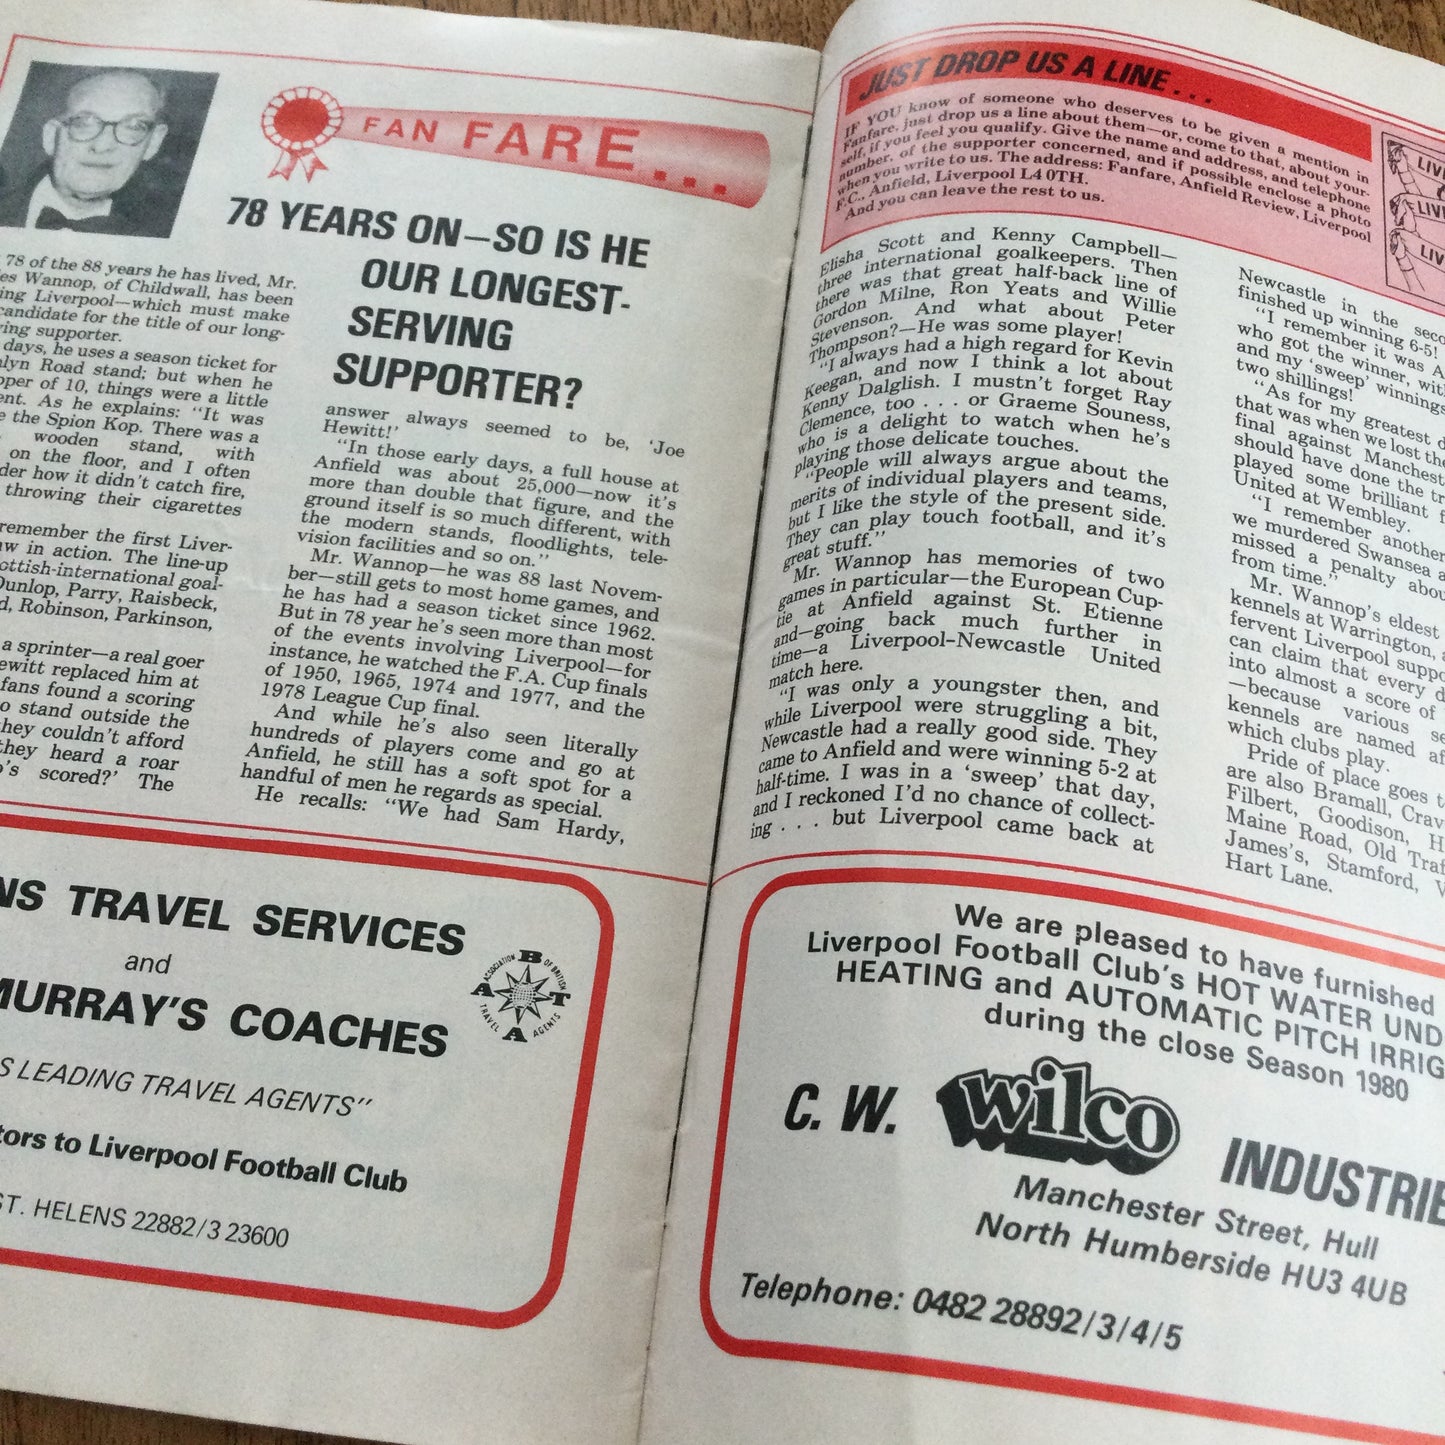 FAN FARE...
78 YEARS ON—SO IS HE
OUR LONGEST-
SERVING
SUPPORTER?
78 of the 88 years he has lived, Mr.
Wannop, of Childwall, has been
Liverpool—which must make
candidate for the title of our long-
supporter.
days, he uses a season ticket for
Road stand; but when he
of 10, things were a little
As he explains: "It was
the Spion Kop. There was a
wooden stand, with
on the floor, and I often
how it didn't catch fire,
throwing their cigarettes
remember the first Liver-
in action. The line-up
goal-
Dunlop, Parry, Raisbeck,
Robinson, Parkinson,
a sprinter—a real goer
replaced him at
fans found a scoring
stand outside the
they couldn't afford
they heard a roar
scored?' The
answer always seemed to be, 'Joe
Hewitt!'
"In those early days, a full house at
Anfield was about 25,000—now it's
more than double that figure, and the
ground itself is so much different, with
the modern stands, floodlights, tele-
vision facilities and so on."
Mr. Wannop—he was 88 last Novem-
ber—still gets to most home games, and
he has had a season ticket since 1962.
But in 78 year he's seen more than most
of the events involving Liverpool—for
instance, he watched the F.A. Cup finals
of 1950, 1965, 1974 and 1977, and the
1978 League Cup final.
And while he's also seen literally
hundreds of players come and go at
Anfield, he still has a soft spot for a
handful of men he regards as special.
He recalls: "We had Sam Hardy,
TRAVEL SERVICES
and
MURRAY'S COACHES
ASSOCIATION OF BRITISH
TRAVEL AGENTS
A B T A
LEADING TRAVEL AGENTS"
to Liverpool Football Club
ST. HELENS 22882/3 23600
JUST DROP US A LINE...
IF YOU know of someone who deserves to be given a mention in
Fanfare, just drop us a line about them—or, come to that, about your-
self, if you feel you qualify. Give the name and address, and telephone
number, of the supporter concerned, and if possible enclose a photo
when you write to us. The address: Fanfare, Anfield Review, Liverpool
F.C., Anfield, Liverpool L4 0TH.
And you can leave the rest to us.
Elisha Scott and Kenny Campbell—
three international goalkeepers. Then
there was that great half-back line of
Gordon Milne, Ron Yeats and Willie
Stevenson. And what about Peter
Thompson?—He was some player!
"I always had a high regard for Kevin
Keegan, and now I think a lot about
Kenny Dalglish. I mustn't forget Ray
Clemence, too . . . or Graeme Souness,
who is a delight to watch when he's
playing those delicate touches.
"People will always argue about the
merits of individual players and teams,
but I like the style of the present side.
They can play touch football, and it's
great stuff."
Mr. Wannop has memories of two
games in particular—the European Cup-
tie at Anfield against St. Etienne
and—going back much further in
time—a Liverpool-Newcastle United
match here.
"I was only a youngster then, and
while Liverpool were struggling a bit,
Newcastle had a really good side. They
came to Anfield and were winning 5-2 at
half-time. I was in a 'sweep' that day,
and I reckoned I'd no chance of collect-
ing . . . but Liverpool came back at
Newcastle in the
finished up winning 6-5!
"I remember it was
who got the winner,
and my 'sweep' winnings
two shillings!
"As for my greatest
that was when we lost the
final against
should have done the
played some brilliant
United at Wembley.
"I remember another
we murdered Swansea
missed a penalty
from time."
Mr. Wannop's eldest
kennels at Warrington,
fervent Liverpool
can claim that every
into almost a score of
—because various
kennels are named
which clubs play.
Pride of place goes
are also Bramall,
Filbert, Goodison,
Maine Road, Old
James's, Stamford,
Hart Lane.
We are pleased to have furnished
Liverpool Football Club's HOT WATER
HEATING and AUTOMATIC PITCH
during the close Season 1980
C. W. wilco
Manchester Street, Hull
North Humberside HU3 4UB
Telephone: 0482 28892/3/4/5